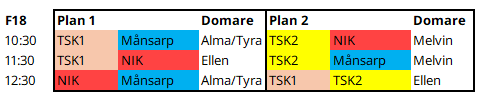 F18 Plan 1 Domare Plan 2 Domare
10:30 TSK1 Månsarp Alma/Tyra TSK2 NIK Melvin
11:30 TSK1 NIK Ellen TSK2 Månsarp Melvin
12:30 NIK Månsarp Alma/Tyra TSK1 TSK2 Ellen